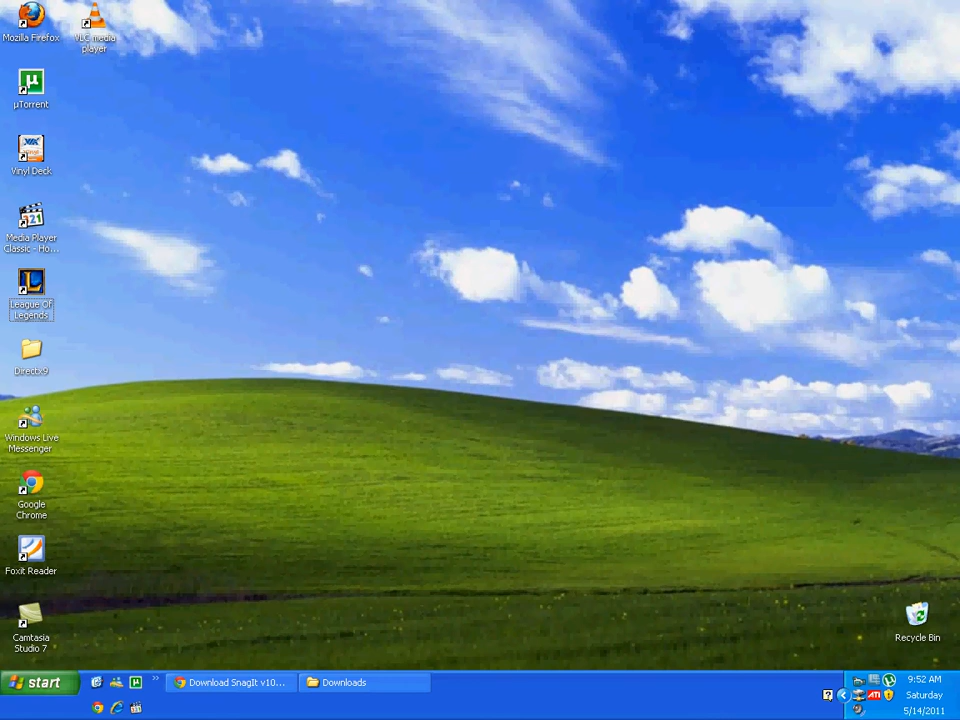 Mozilla Firefox
VLC media
player
µTorrent
Vinyl Deck
Media Player
Classic - Ho...
League Of
Legends
Directx9
Windows Live
Messenger
Google
Chrome
Foxit Reader
Camtasia
Studio 7
Recycle Bin
start
Download SnagIt v10...
Downloads
ATI
9:52 AM
Saturday
5/14/2011